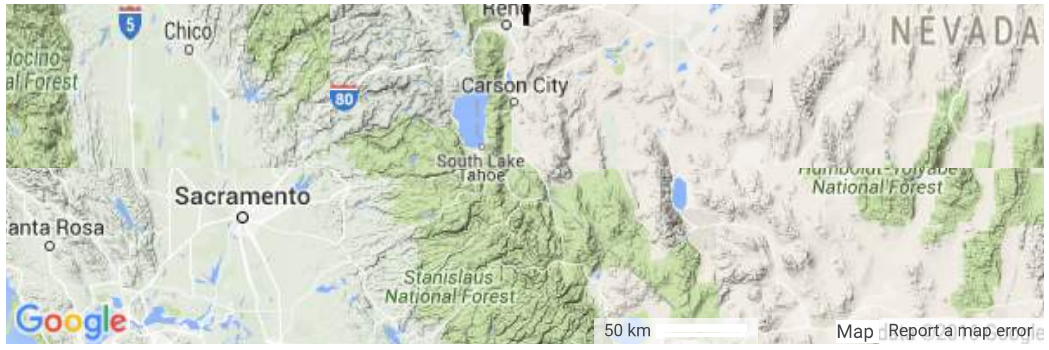 Reno
5
Chico
NEVADA
al Forest
80
Carson City
South Lake
Tahoe
National Forest
Sacramento
anta Rosa
Stanislaus
National Forest
Google
50 km
Map
Report a map error